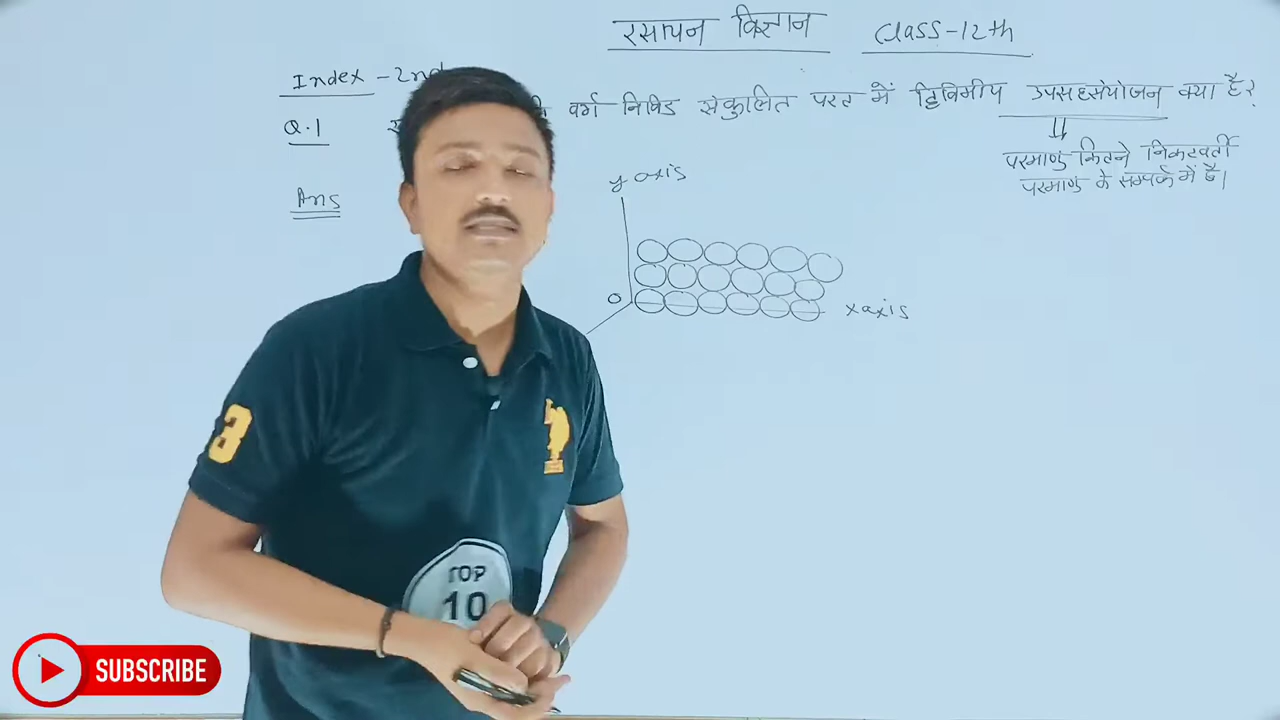 रसायन विज्ञान Class-12th
Index - 2nd
Q.1 वर्ग निविड संकुलित परत में द्विविमीय उपसहसंयोजन क्या है?
परमाणु कितने निकटवर्ती
परमाणु के सम्पर्क में है।
Ans
y axis
0
x axis
3
TOP
10
SUBSCRIBE